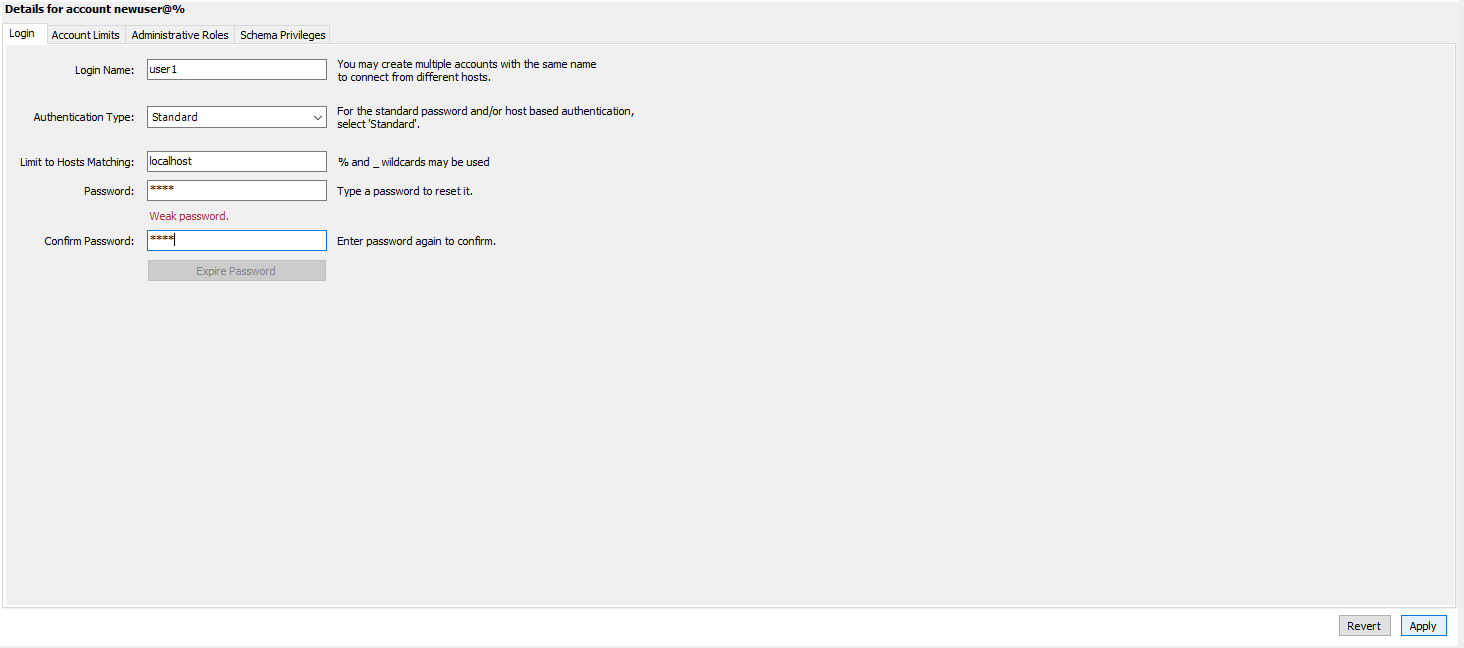 Details for account newuser@%
Login Account Limits Administrative Roles Schema Privileges
Login Name: user1 You may create multiple accounts with the same name
to connect from different hosts.
Authentication Type: Standard For the standard password and/or host based authentication,
select 'Standard'.
Limit to Hosts Matching: localhost % and _ wildcards may be used
Password: **** Type a password to reset it.
Weak password.
Confirm Password: **** Enter password again to confirm.
Expire Password
Revert Apply